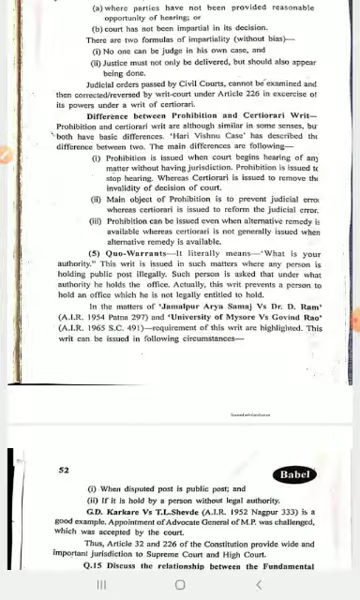 (a) where parties have not been provided reasonable
opportunity of hearing; or
(b) court has not been impartial in its decision.
There are two formulas of impartiality (without bias)—
(i) No one can be judge in his own case, and
(ii) Justice must not only be delivered, but should also appear
being done.
Judicial orders passed by Civil Courts, cannot be examined and
then corrected/reversed by writ-court under Article 226 in excercise of
its powers under a writ of certiorari.
Difference between Prohibition and Certiorari Writ—
Prohibition and certiorari writ are although similar in some senses, but
both have basic differences. 'Hari Vishnu Case' has described the
difference between two. The main differences are following—
(i) Prohibition is issued when court begins hearing of any
matter without having jurisdiction. Prohibition is issued to
stop hearing. Whereas Certiorari is issued to remove the
invalidity of decision of court.
(ii) Main object of Prohibition is to prevent judicial error
whereas certiorari is issued to reform the judicial error.
(iii) Prohibition can be issued even when alternative remedy is
available whereas certiorari is not generally issued when
alternative remedy is available.
(5) Quo-Warrants—It literally means—'What is your
authority." This writ is issued in such matters where any person is
holding public post illegally. Such person is asked that under what
authority he holds the office. Actually, this writ prevents a person to
hold an office which he is not legally entitled to hold.
In the matters of 'Jamalpur Arya Samaj Vs Dr. D. Ram'
(A.I.R. 1954 Patna 297) and 'University of Mysore Vs Govind Rao'
(A.I.R. 1965 S.C. 491)—requirement of this writ are highlighted. This
writ can be issued in following circumstances—
52
Babel
(i) When disputed post is public post; and
(ii) If it is hold by a person without legal authority.
G.D. Karkare Vs T.L.Shevde (A.I.R. 1952 Nagpur 333) is a
good example. Appointment of Advocate General of M.P. was challenged,
which was accepted by the court.
Thus, Article 32 and 226 of the Constitution provide wide and
important jurisdiction to Supreme Court and High Court.
Q.15 Discuss the relationship between the Fundamental